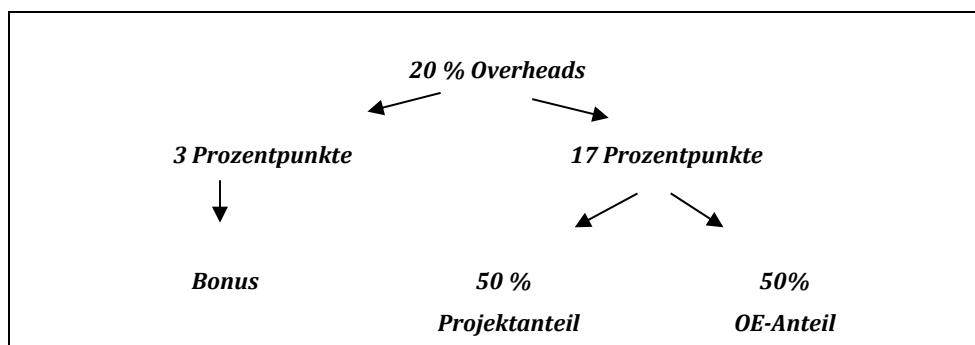 20 % Overheads
3 Prozentpunkte
17 Prozentpunkte
Bonus
50 %
50%
Projektanteil
OE-Anteil